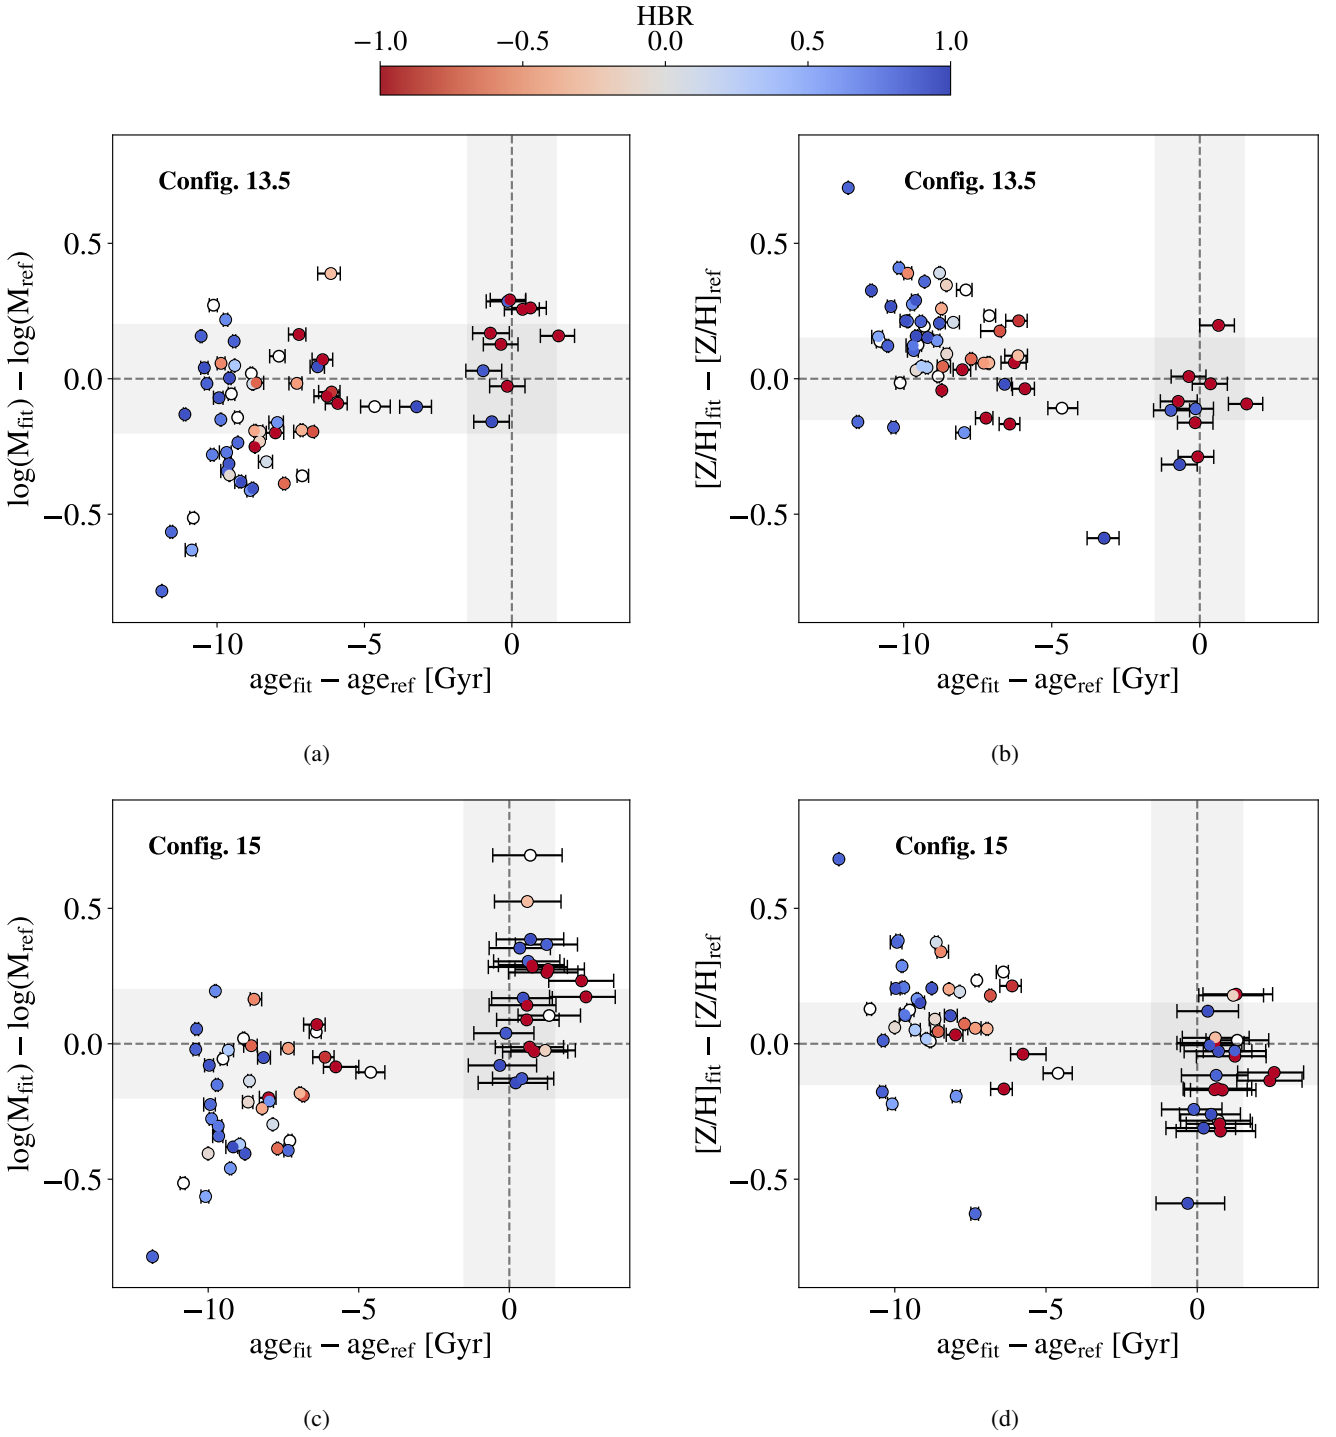 HBR
−1.0 −0.5 0.0 0.5 1.0
Config. 13.5
log(M_fit) − log(M_ref)
0.5
0.0
−0.5
−10 −5 0
age_fit − age_ref [Gyr]
(a)
Config. 13.5
[Z/H]_fit − [Z/H]_ref
0.5
0.0
−0.5
−10 −5 0
age_fit − age_ref [Gyr]
(b)
Config. 15
log(M_fit) − log(M_ref)
0.5
0.0
−0.5
−10 −5 0
age_fit − age_ref [Gyr]
(c)
Config. 15
[Z/H]_fit − [Z/H]_ref
0.5
0.0
−0.5
−10 −5 0
age_fit − age_ref [Gyr]
(d)